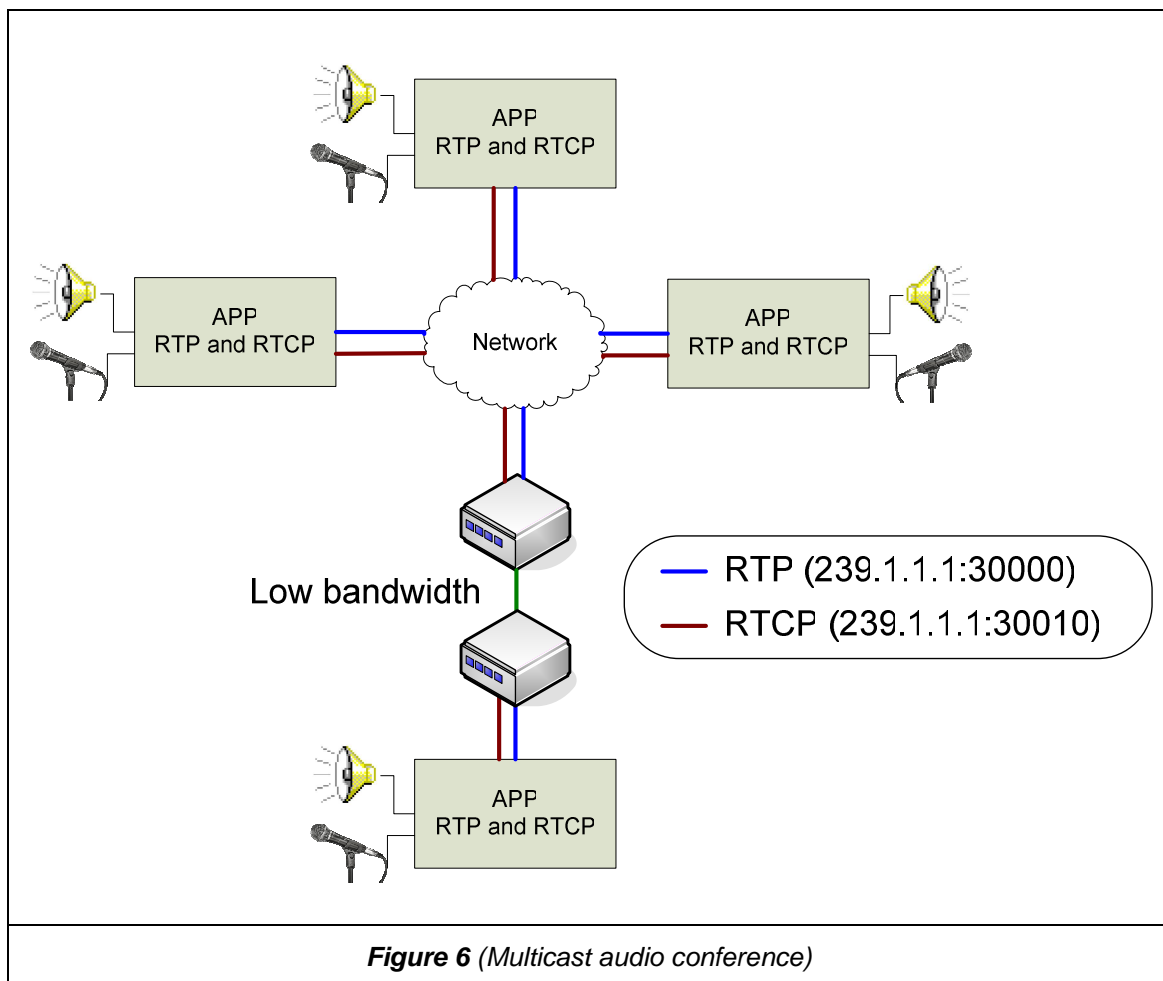 APP
RTP and RTCP
APP
RTP and RTCP
Network
APP
RTP and RTCP
Low bandwidth
RTP (239.1.1.1:30000)
RTCP (239.1.1.1:30010)
APP
RTP and RTCP
Figure 6 (Multicast audio conference)